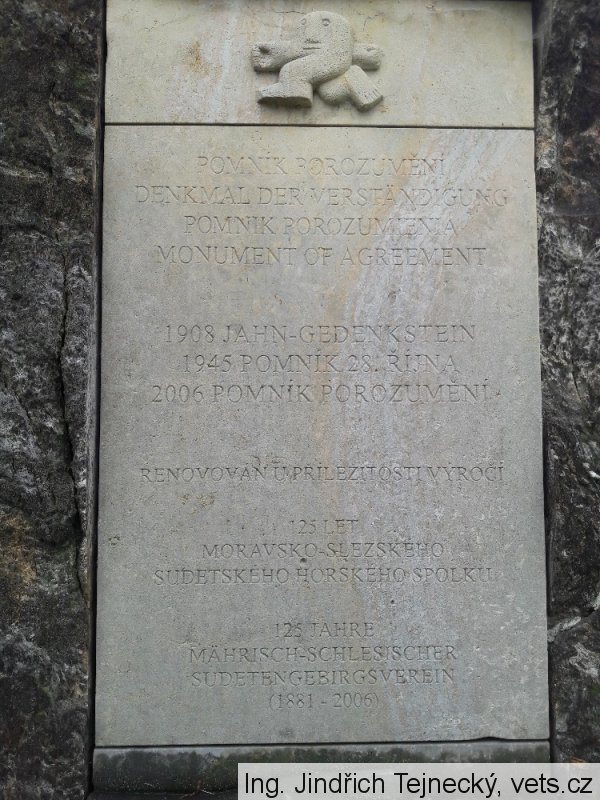 POMNÍK POROZUMĚNÍ
DENKMAL DER VERSTÄNDIGUNG
POMNIK POROZUMIENIA
MONUMENT OF AGREEMENT
1908 JAHN-GEDENKSTEIN
1945 POMNÍK 28. ŘÍJNA
2006 POMNÍK POROZUMĚNÍ
RENOVOVÁN U PŘÍLEŽITOSTI VÝROČÍ
125 LET
MORAVSKO-SLEZSKÉHO
SUDETSKÉHO HORSKÉHO SPOLKU
125 JAHRE
MÄHRISCH-SCHLESISCHER
SUDETENGEBIRGSVEREIN
(1881 - 2006)
Ing. Jindřich Tejnecký, vets.cz